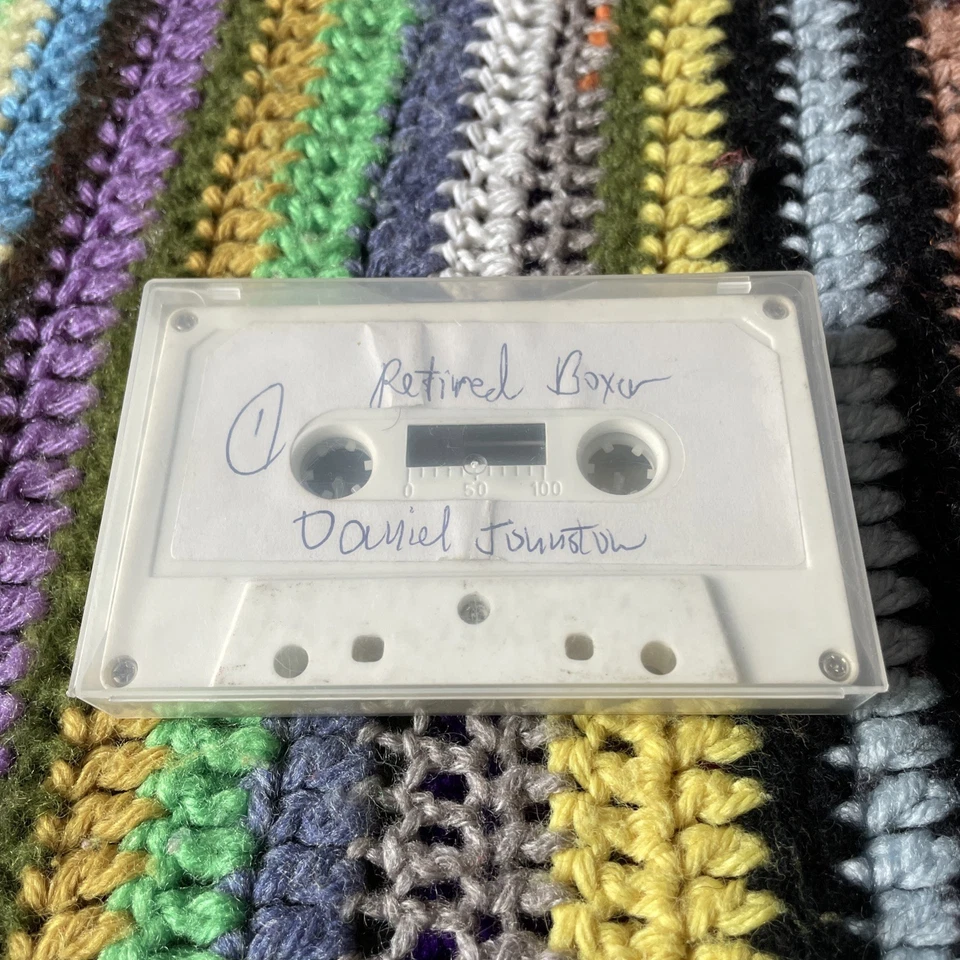 Retired Boxer
①
0 50 100
Daniel Johnston